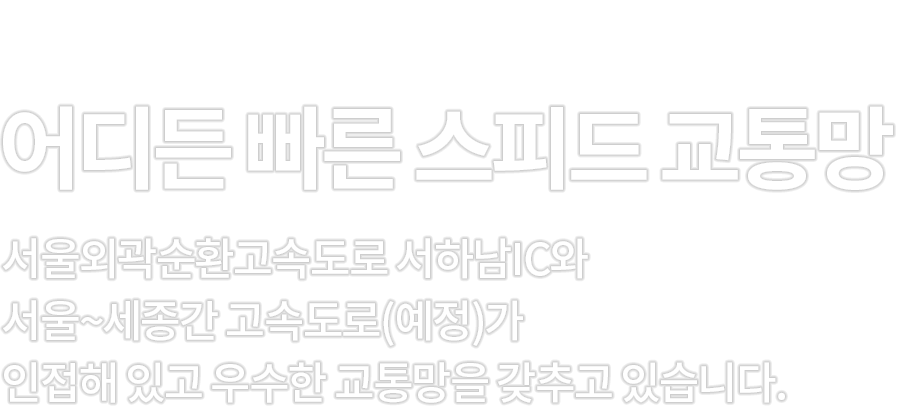 어디든 빠른 스피드 교통망
서울외곽순환고속도로 서하남IC와
서울~세종간 고속도로(예정)가
인접해 있고 우수한 교통망을 갖추고 있습니다.